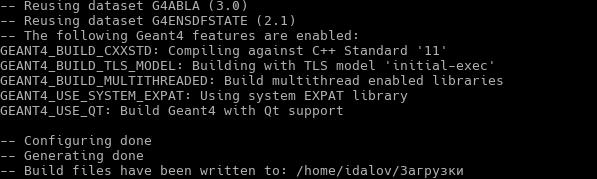 -- Reusing dataset G4ABLA (3.0)
-- Reusing dataset G4ENSDFSTATE (2.1)
-- The following Geant4 features are enabled:
GEANT4_BUILD_CXXSTD: Compiling against C++ Standard '11'
GEANT4_BUILD_TLS_MODEL: Building with TLS model 'initial-exec'
GEANT4_BUILD_MULTITHREADED: Build multithread enabled libraries
GEANT4_USE_SYSTEM_EXPAT: Using system EXPAT library
GEANT4_USE_QT: Build Geant4 with Qt support
-- Configuring done
-- Generating done
-- Build files have been written to: /home/idalov/Загрузки